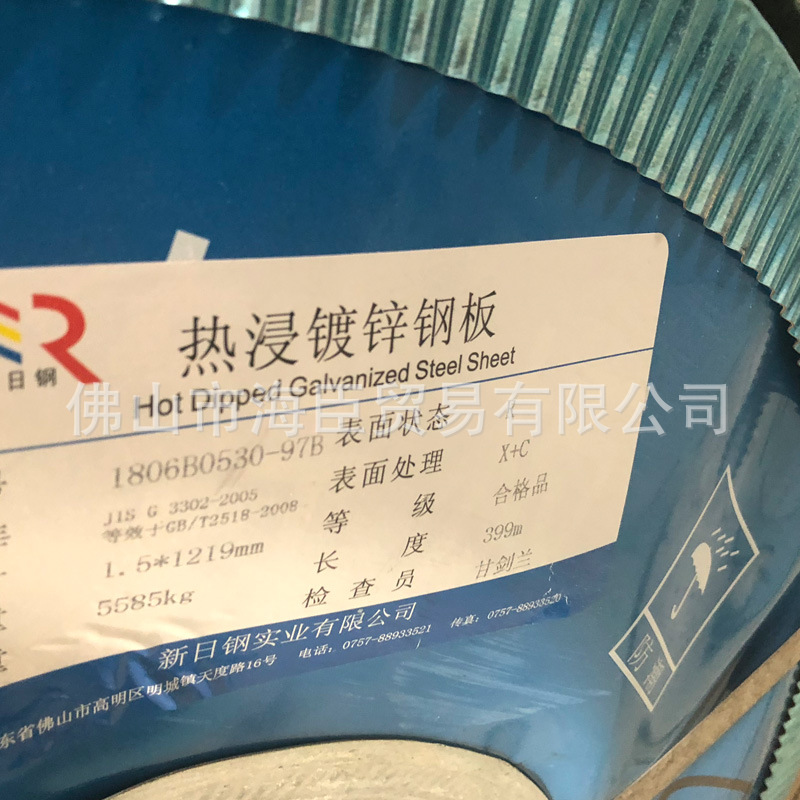 R
日钢
热浸镀锌钢板
Hot Dipped Galvanized Steel Sheet
佛山市海臣贸易有限公司
号 1806B0530-97B 表面状态
JIS G 3302-2005
等效于GB/T2518-2008
表面处理 X+C
1.5*1219mm 等级 合格品
5585kg 长度 399m
检查员 甘剑兰
新日钢实业有限公司
东省佛山市高明区明城镇天度路16号 电话:0757-88933521 传真:0757-88933520
防